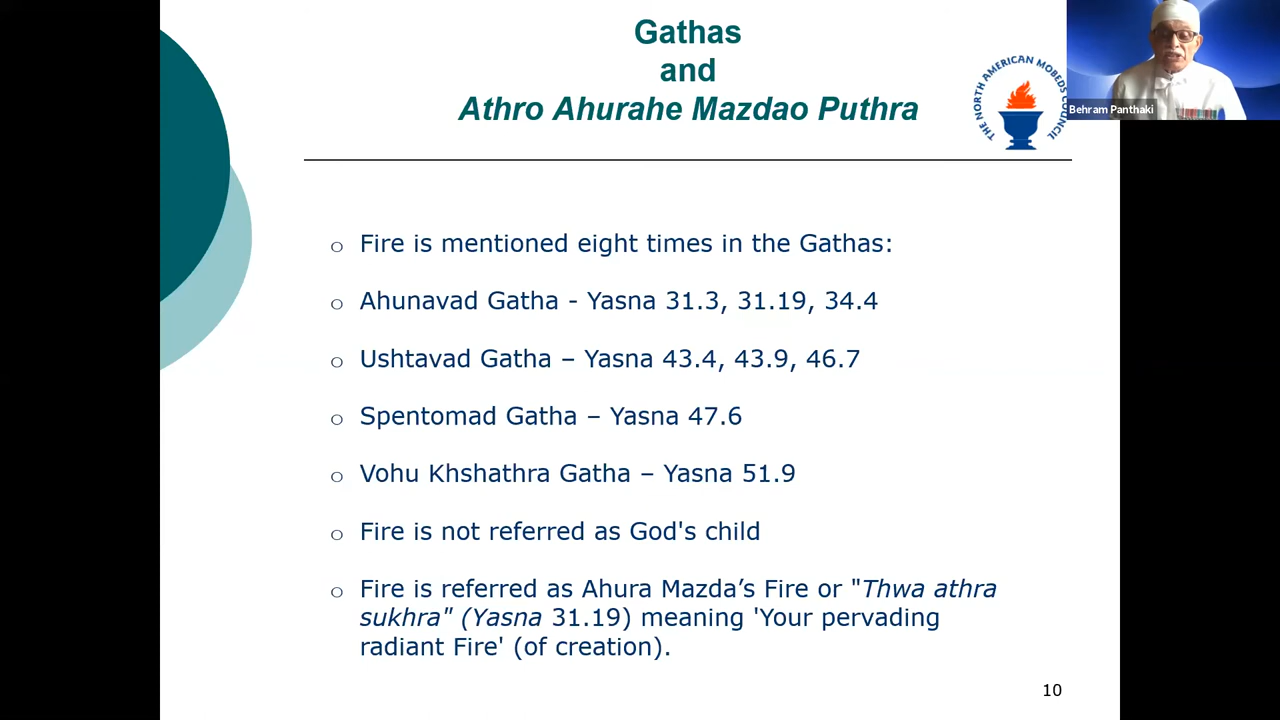 Gathas
and
Athro Ahurahe Mazdao Puthra
THE NORTH AMERICAN MOBEDS COUNCIL
Behram Panthaki
o Fire is mentioned eight times in the Gathas:
o Ahunavad Gatha - Yasna 31.3, 31.19, 34.4
o Ushtavad Gatha – Yasna 43.4, 43.9, 46.7
o Spentomad Gatha – Yasna 47.6
o Vohu Khshathra Gatha – Yasna 51.9
o Fire is not referred as God's child
o Fire is referred as Ahura Mazda’s Fire or "Thwa athra
sukhra" (Yasna 31.19) meaning 'Your pervading
radiant Fire' (of creation).
10